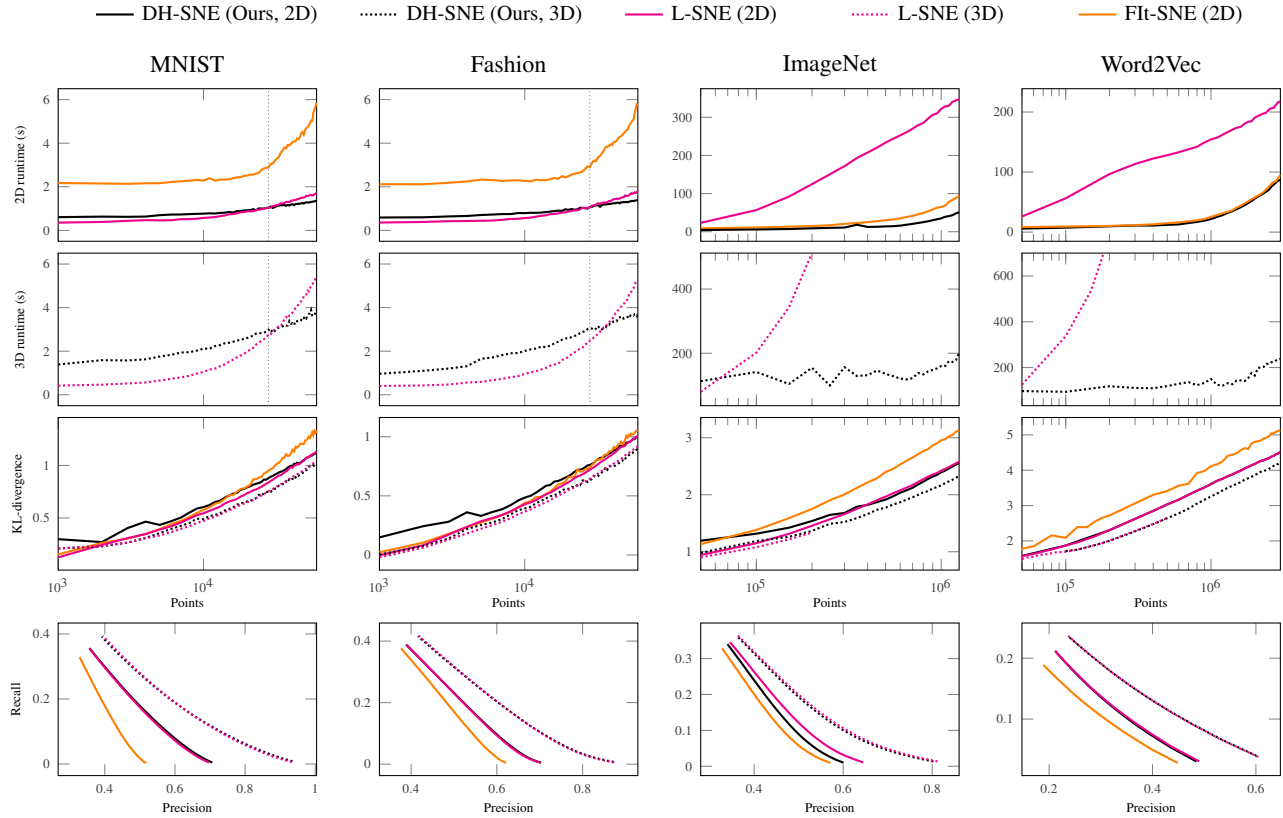 DH-SNE (Ours, 2D) DH-SNE (Ours, 3D) L-SNE (2D) L-SNE (3D) FIt-SNE (2D)
MNIST Fashion ImageNet Word2Vec
2D runtime (s)
6 6 300 200
4 4 200
2 2 100 100
0 0 0 0
3D runtime (s)
6 6 400 600
4 4 400
2 2 200 200
0 0
KL-divergence
1 1 3 5
0.5 0.5 2 4
0 1 3
2
10³ 10⁴ 10³ 10⁴ 10⁵ 10⁶ 10⁵ 10⁶
Points Points Points Points
Recall
0.4 0.4 0.3 0.2
0.2 0.2 0.2 0.1
0 0 0.1
0
0.4 0.6 0.8 1 0.4 0.6 0.8 0.4 0.6 0.8 0.2 0.4 0.6
Precision Precision Precision Precision